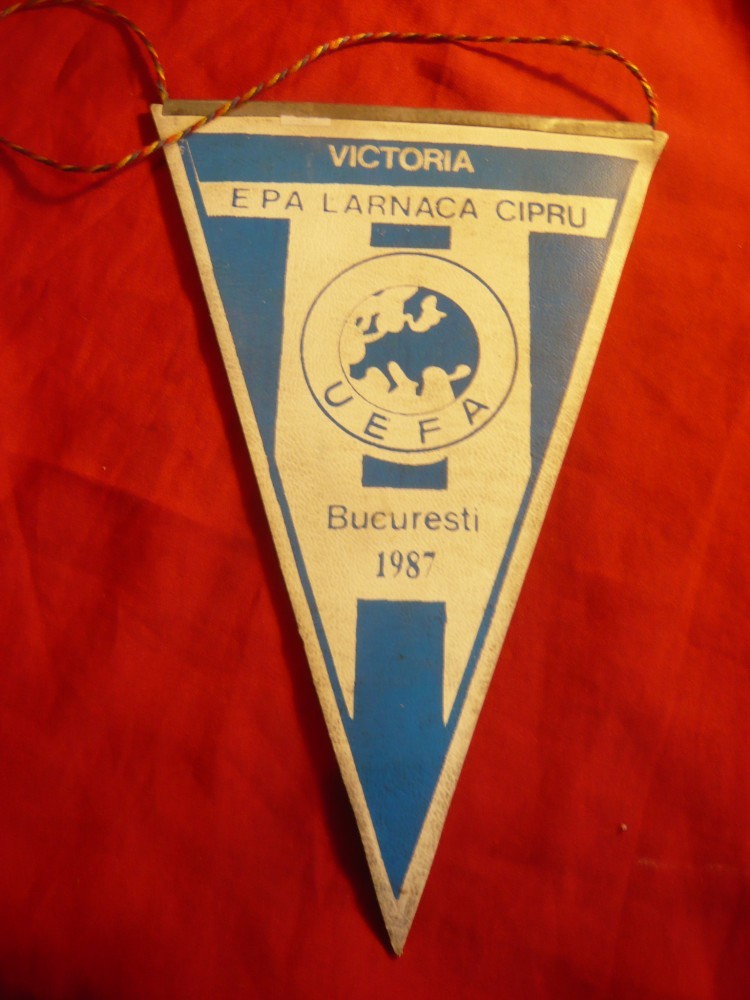 VICTORIA
EPA LARNACA CIPRU
UEFA
Bucuresti
1987